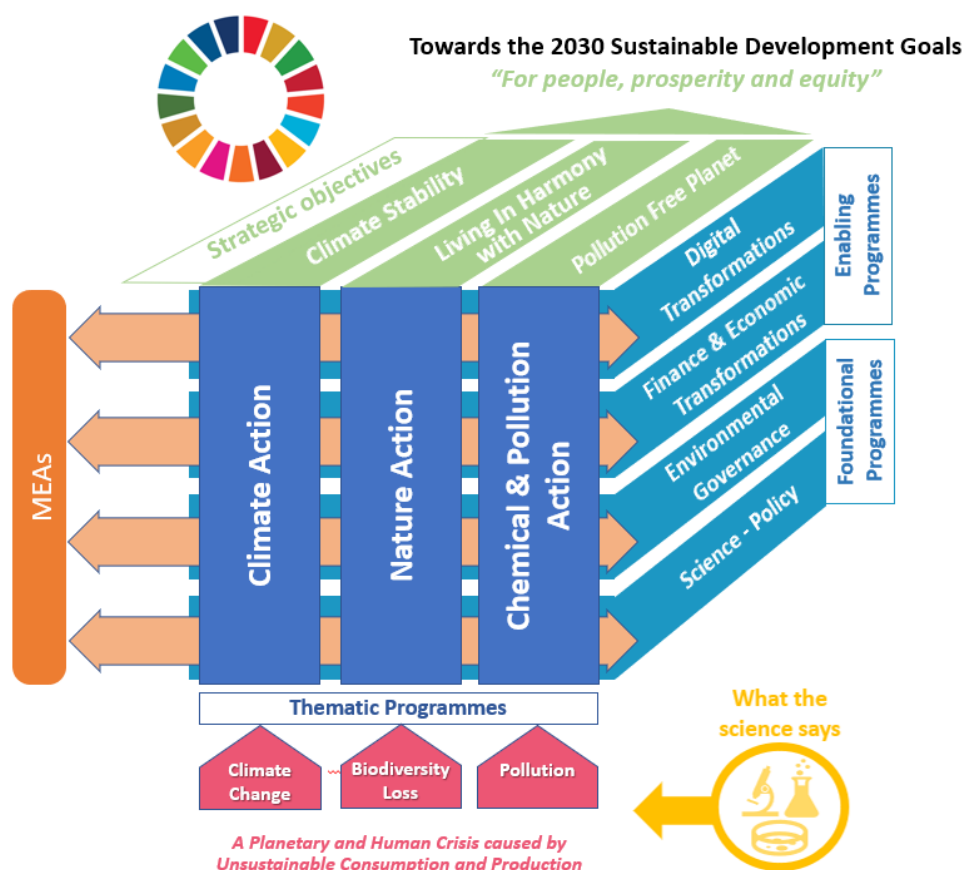 Towards the 2030 Sustainable Development Goals
“For people, prosperity and equity”
Strategic objectives
Climate Stability
Living In Harmony
with Nature
Pollution Free Planet
Digital
Transformations
Finance & Economic
Transformations
Environmental
Governance
Science - Policy
Enabling
Programmes
Foundational
Programmes
MEAs
Climate Action
Nature Action
Chemical & Pollution
Action
Thematic Programmes
Climate
Change
Biodiversity
Loss
Pollution
What the
science says
A Planetary and Human Crisis caused by
Unsustainable Consumption and Production